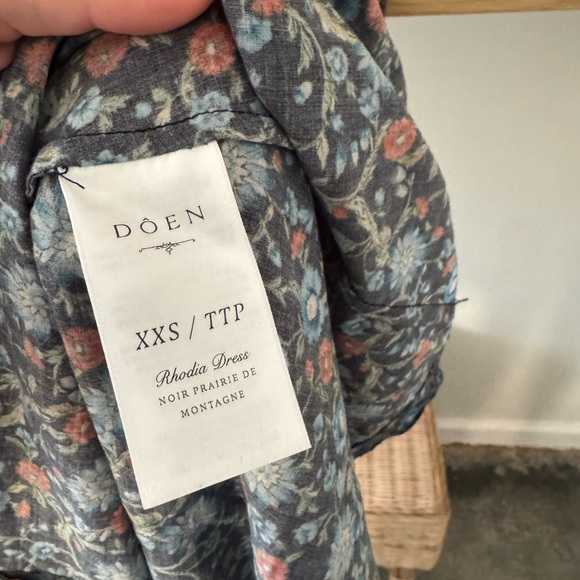 DÔEN
XXS / TTP
Rhodia Dress
NOIR PRAIRIE DE
MONTAGNE